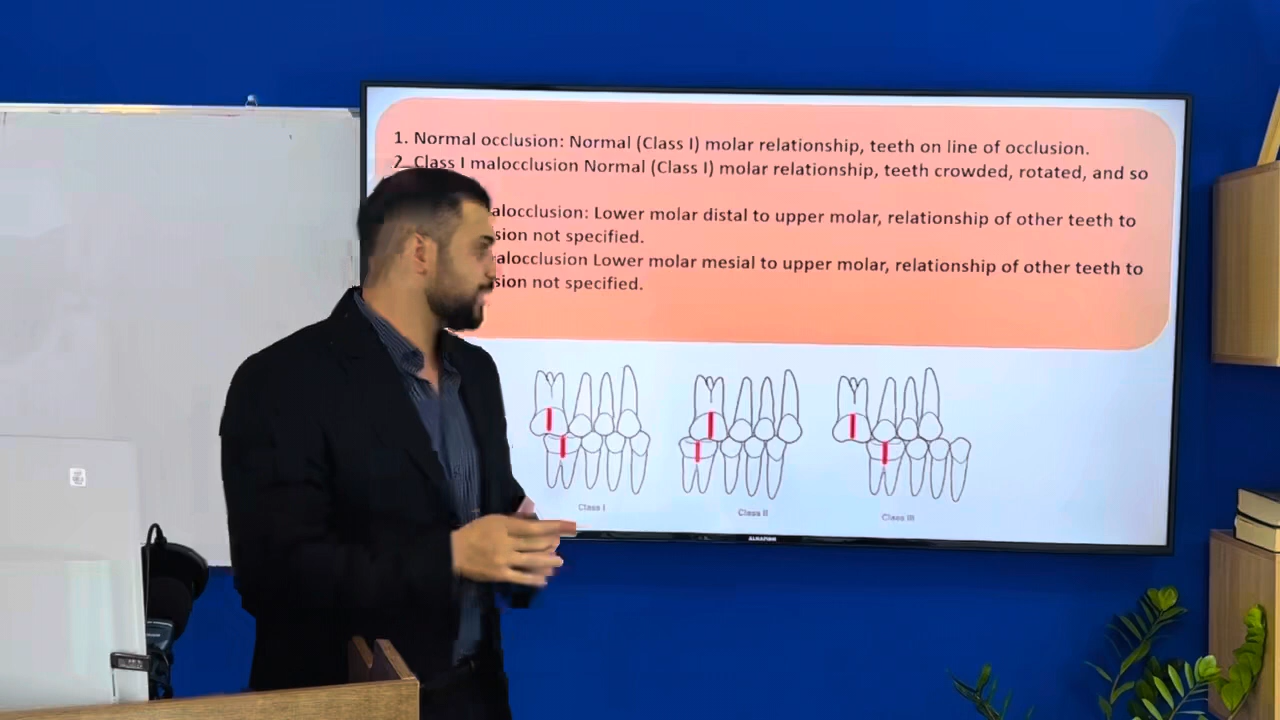 1. Normal occlusion: Normal (Class I) molar relationship, teeth on line of occlusion.
2. Class I malocclusion Normal (Class I) molar relationship, teeth crowded, rotated, and so
alocclusion: Lower molar distal to upper molar, relationship of other teeth to
sion not specified.
alocclusion Lower molar mesial to upper molar, relationship of other teeth to
sion not specified.
Class I
Class II
Class III